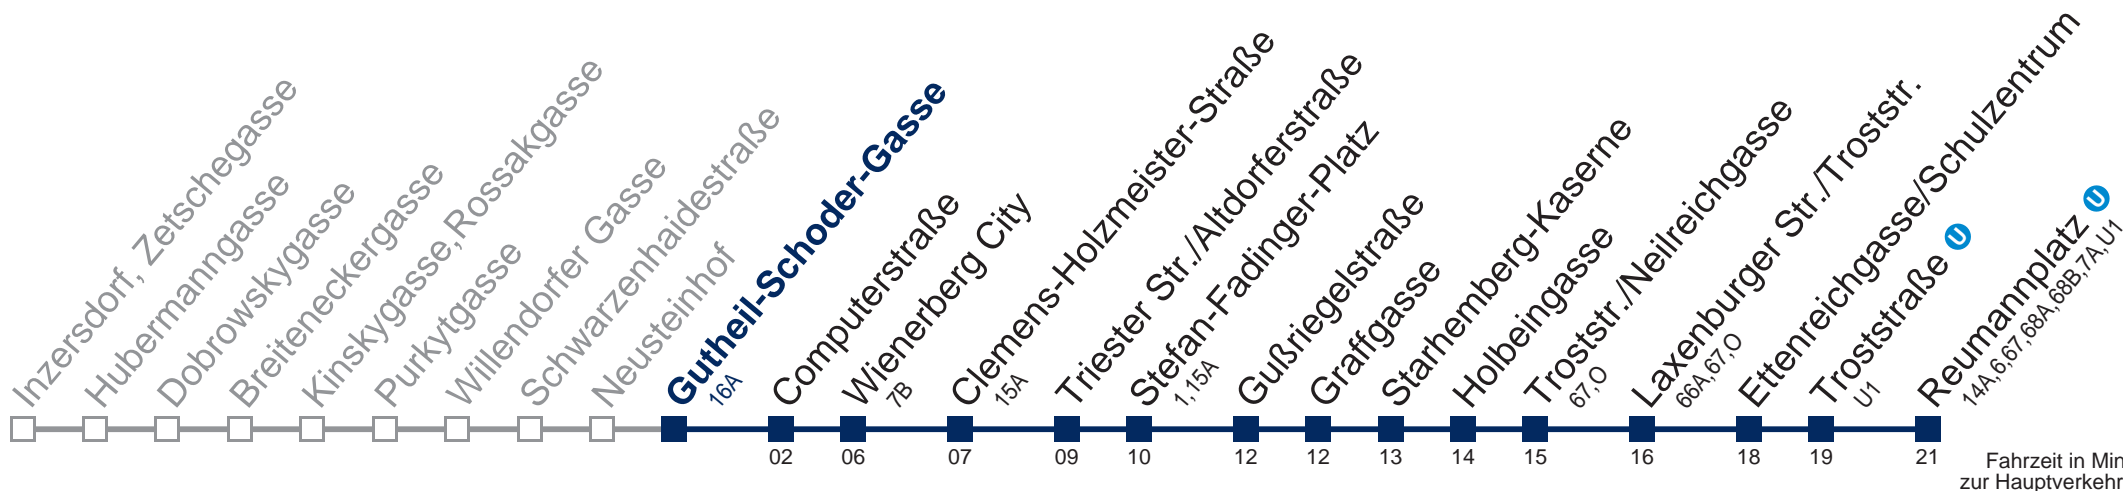 Inzersdorf, Zetschegasse
Hubermanngasse
Dobrowskygasse
Breiteneckergasse
Kinskygasse,Rossakgasse
Purkytgasse
Willendorfer Gasse
Schwarzenhaidestraße
Neusteinhof
Gutheil-Schoder-Gasse
16A
Computerstraße
Wienerberg City
7B
Clemens-Holzmeister-Straße
15A
Triester Str./Altdorferstraße
Stefan-Fadinger-Platz
1,15A
Gußriegelstraße
Graffgasse
Starhemberg-Kaserne
Holbeingasse
Troststr./Neilreichgasse
67,O
Laxenburger Str./Troststr.
66A,67,O
Ettenreichgasse/Schulzentrum
Troststraße U
U1
Reumannplatz U
14A,6,67,68A,68B,7A,U1
02 06 07 09 10 12 12 13 14 15 16 18 19 21
Fahrzeit in Min
zur Hauptverkehr